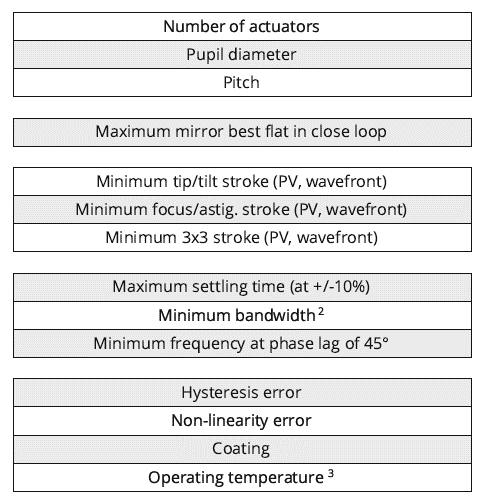 Number of actuators
Pupil diameter
Pitch
Maximum mirror best flat in close loop
Minimum tip/tilt stroke (PV, wavefront)
Minimum focus/astig. stroke (PV, wavefront)
Minimum 3x3 stroke (PV, wavefront)
Maximum settling time (at +/-10%)
Minimum bandwidth ²
Minimum frequency at phase lag of 45°
Hysteresis error
Non-linearity error
Coating
Operating temperature ³